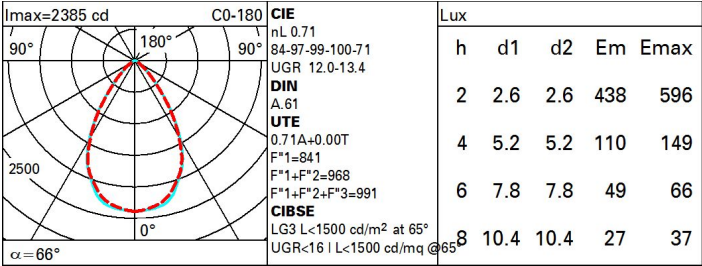 Imax=2385 cd C0-180
90° 180° 90°
2500
0°
α=66°
CIE
nL 0.71
84-97-99-100-71
UGR 12.0-13.4
DIN
A.61
UTE
0.71A+0.00T
F"1=841
F"1+F"2=968
F"1+F"2+F"3=991
CIBSE
LG3 L<1500 cd/m² at 65°
UGR<16 | L<1500 cd/mq @65°
Lux
h d1 d2 Em Emax
2 2.6 2.6 438 596
4 5.2 5.2 110 149
6 7.8 7.8 49 66
8 10.4 10.4 27 37